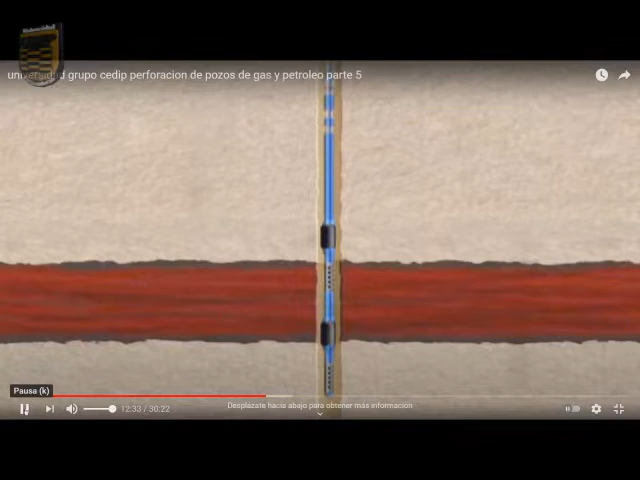 universidad grupo cedip perforacion de pozos de gas y petroleo parte 5
Pausa (k)
12:33 / 30:22
Desplázate hacia abajo para obtener más información